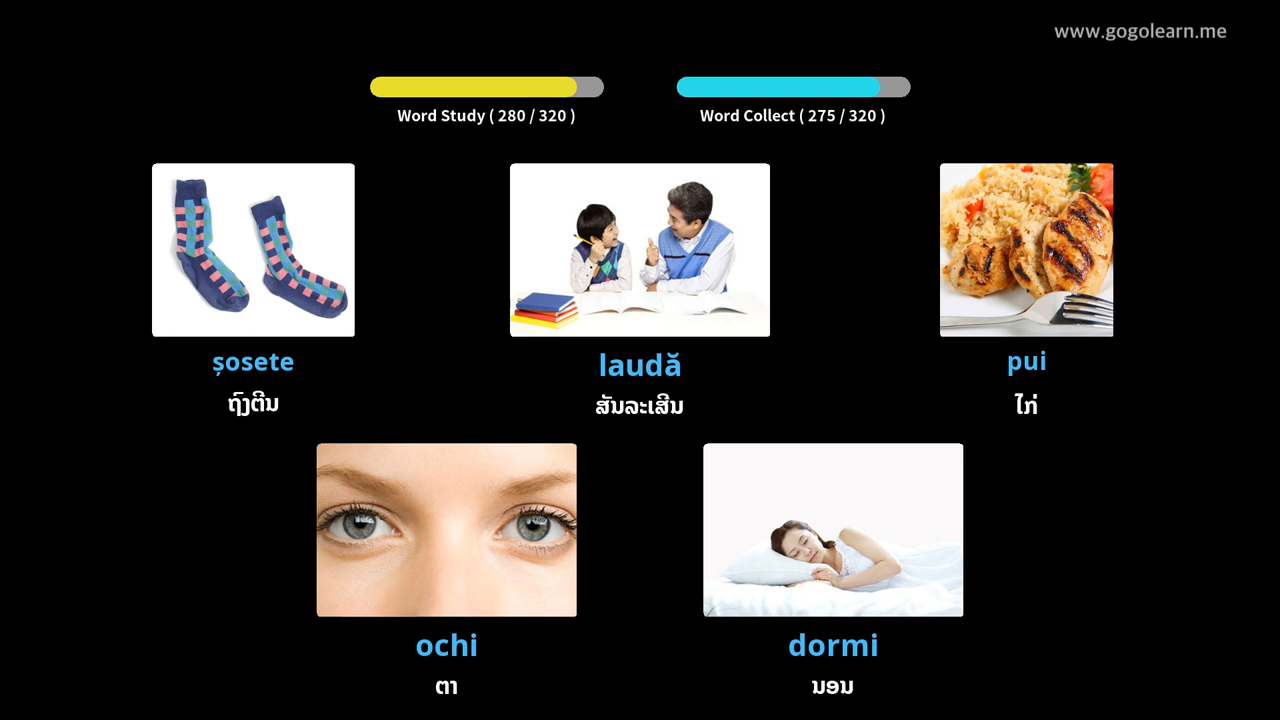 www.gogolearn.me
Word Study ( 280 / 320 )
Word Collect ( 275 / 320 )
șosete
ຖົງຕີນ
laudă
ສັນລະເສີນ
pui
ໄກ່
ochi
ຕາ
dormi
ນອນ